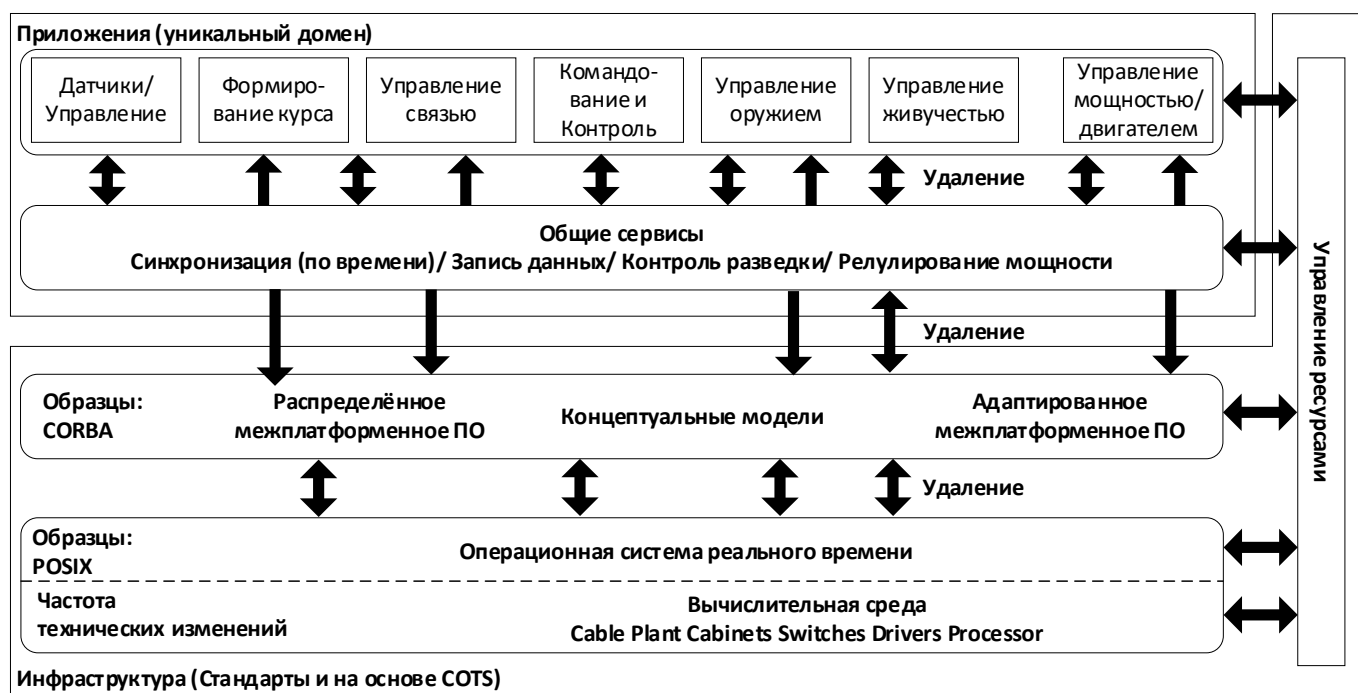 Приложения (уникальный домен)
Датчики/
Управление
Формиро-
вание курса
Управление
связью
Командо-
вание и
Контроль
Управление
оружием
Управление
живучестью
Управление
мощностью/
двигателем
Удаление
Общие сервисы
Синхронизация (по времени)/ Запись данных/ Контроль разведки/ Релулирование мощности
Удаление
Образцы:
CORBA
Распределённое
межплатформенное ПО
Концептуальные модели
Адаптированное
межплатформенное ПО
Удаление
Образцы:
POSIX
Операционная система реального времени
Частота
технических изменений
Вычислительная среда
Cable Plant Cabinets Switches Drivers Processor
Инфраструктура (Стандарты и на основе COTS)
Управление ресурсами